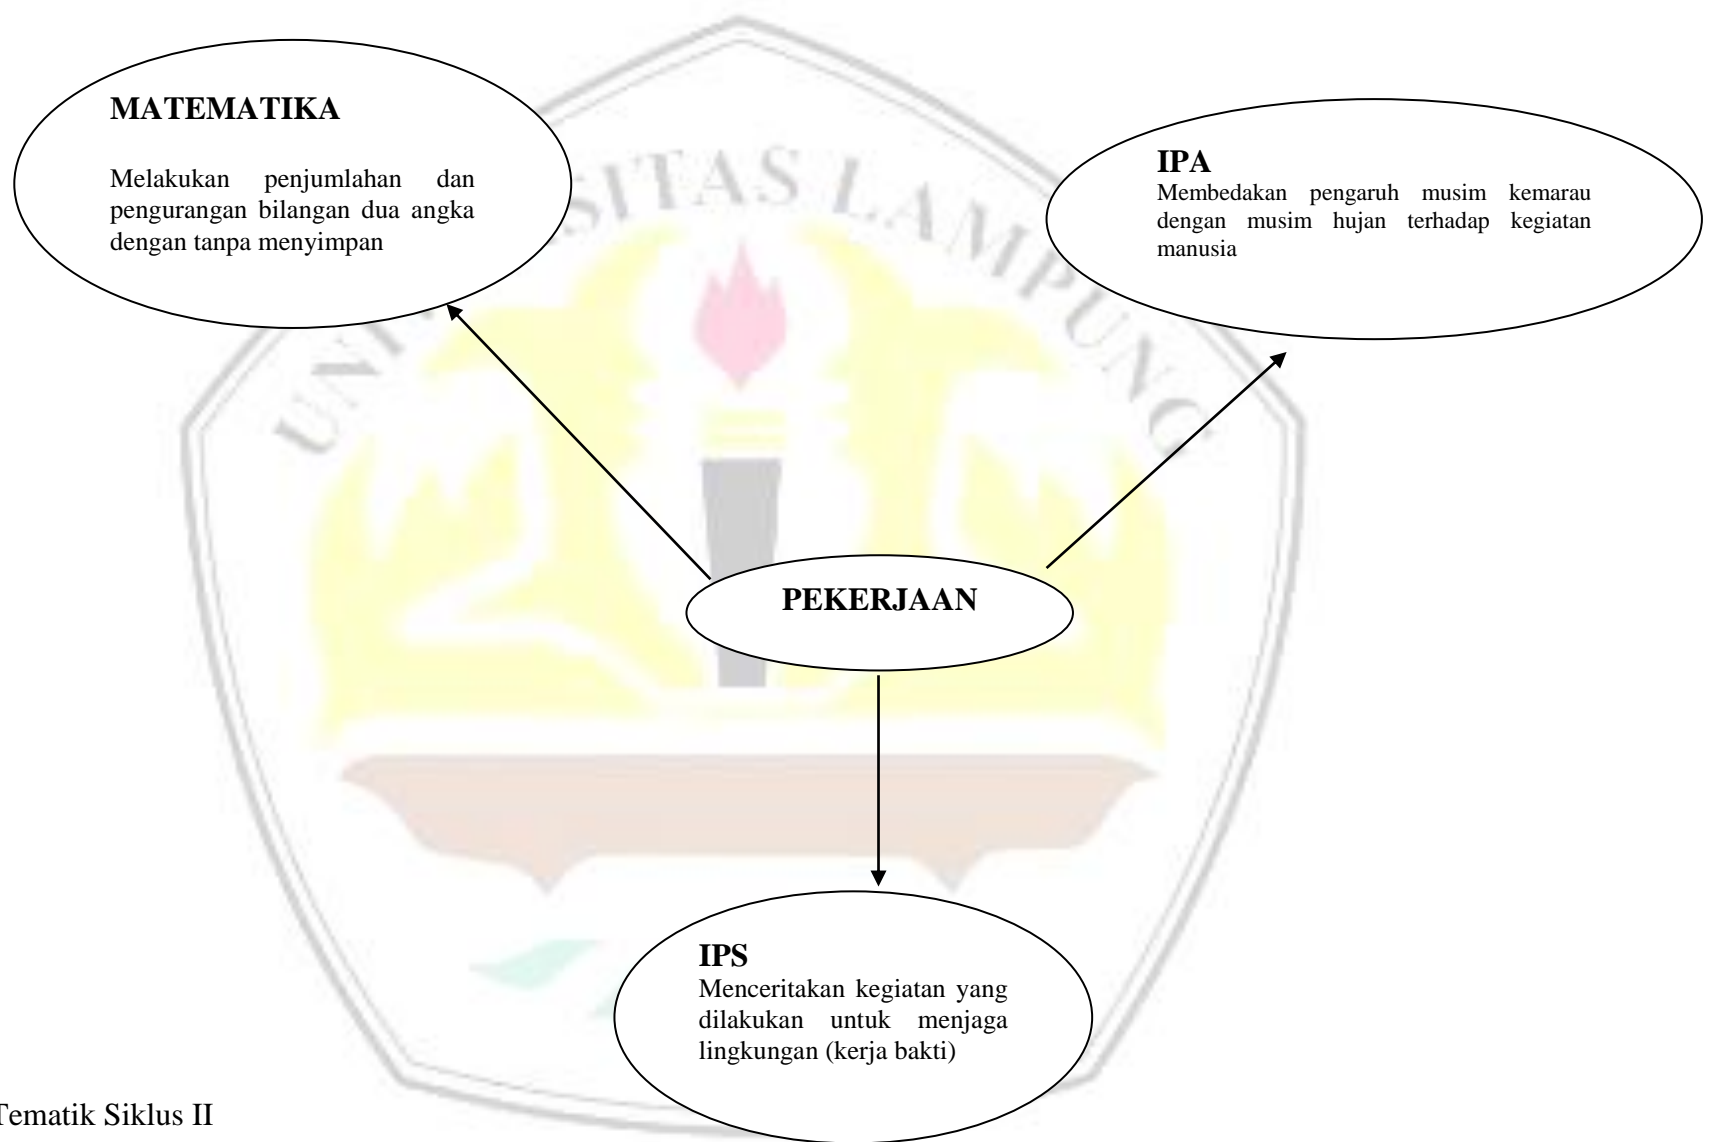 MATEMATIKA
Melakukan penjumlahan dan
pengurangan bilangan dua angka
dengan tanpa menyimpan
IPA
Membedakan pengaruh musim kemarau
dengan musim hujan terhadap kegiatan
manusia
LAMPUNG
PEKERJAAN
IPS
Menceritakan kegiatan yang
dilakukan untuk menjaga
lingkungan (kerja bakti)
Tematik Siklus II